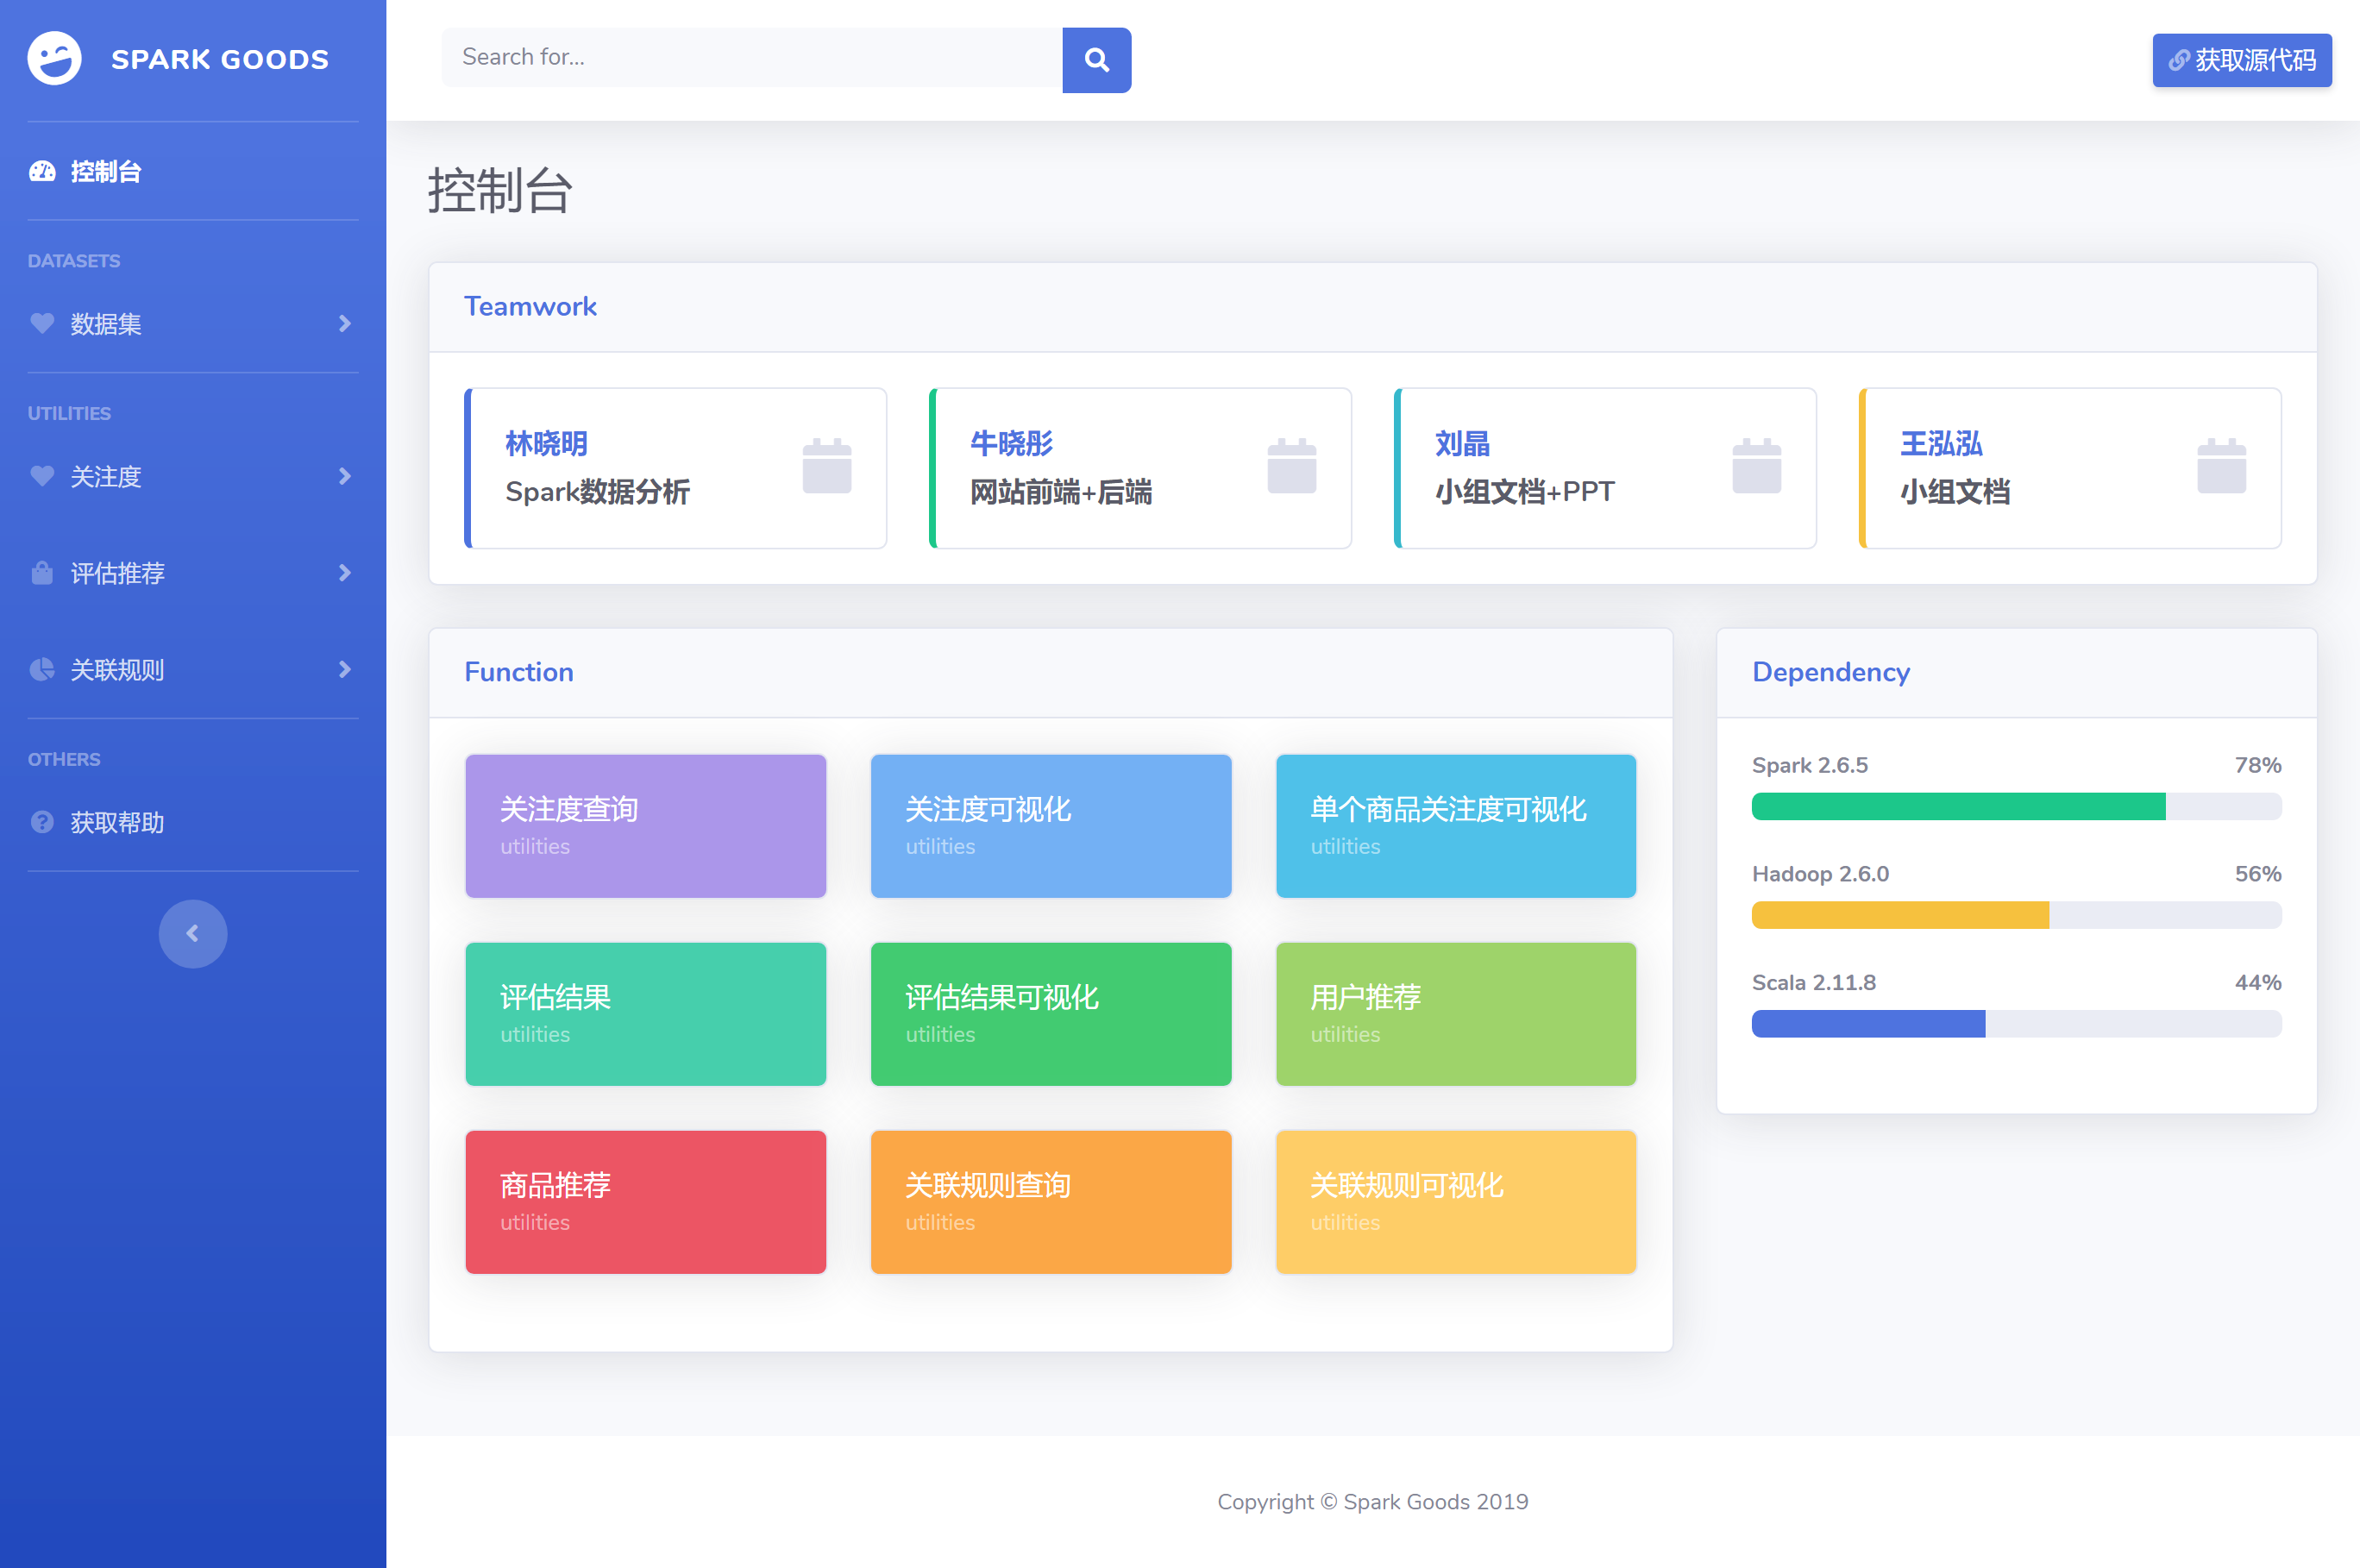 SPARK GOODS
控制台
DATASETS
数据集
UTILITIES
关注度
评估推荐
关联规则
OTHERS
获取帮助
Search for...
获取源代码
控制台
Teamwork
林晓明
Spark数据分析
牛晓彤
网站前端+后端
刘晶
小组文档+PPT
王泓泓
小组文档
Function
关注度查询
utilities
关注度可视化
utilities
单个商品关注度可视化
utilities
评估结果
utilities
评估结果可视化
utilities
用户推荐
utilities
商品推荐
utilities
关联规则查询
utilities
关联规则可视化
utilities
Dependency
Spark 2.6.5 78%
Hadoop 2.6.0 56%
Scala 2.11.8 44%
Copyright © Spark Goods 2019